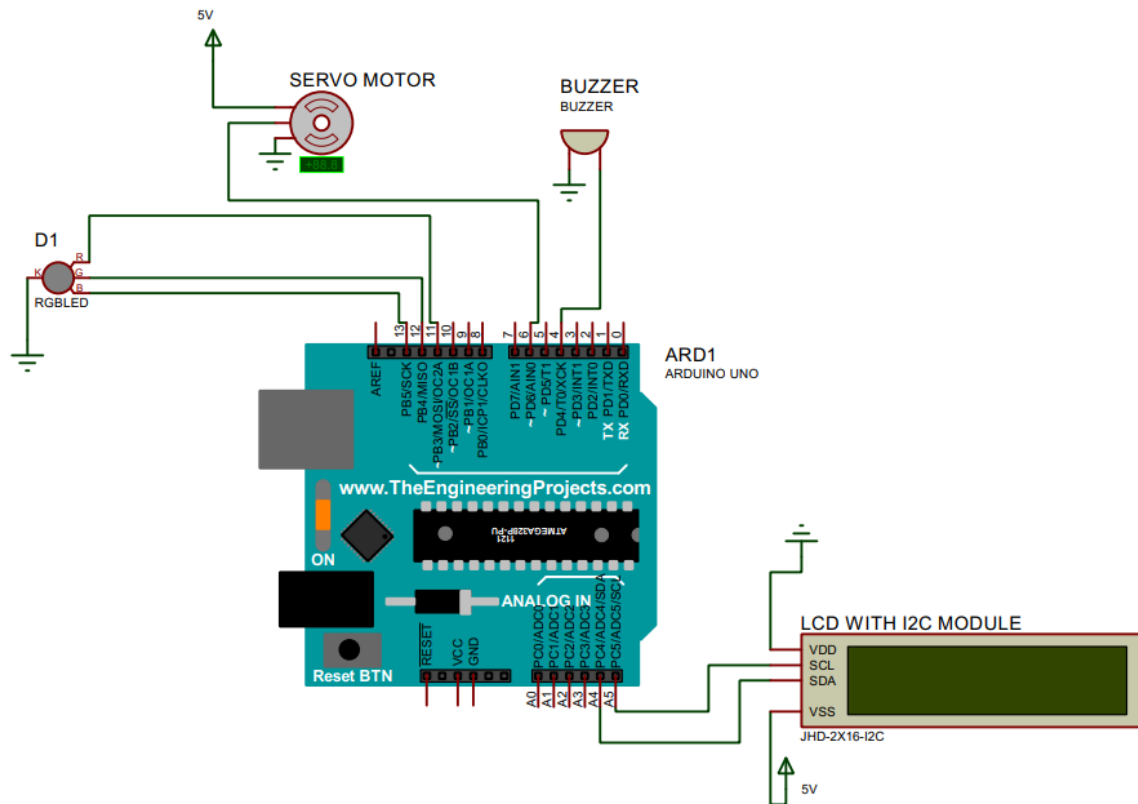 5V
SERVO MOTOR
+88.8
BUZZER
BUZZER
D1
R
K
G
B
RGBLED
13
12
11
10
9
8
7
6
5
4
3
2
1
0
ARD1
ARDUINO UNO
AREF
PB5/SCK
PB4/MISO
~PB3/MOSI/OC2A
~PB2/SS/OC1B
~PB1/OC1A
PB0/ICP1/CLKO
PD7/AIN1
~PD6/AIN0
~PD5/T1
PD4/T0/XCK
~PD3/INT1
PD2/INT0
PD1/TXD
PD0/RXD
TX
RX
www.TheEngineeringProjects.com
1121
ATMEGA328P-PU
ON
ANALOG IN
Reset BTN
RESET
VCC
GND
PC0/ADC0
PC1/ADC1
PC2/ADC2
PC3/ADC3
PC4/ADC4/SDA
PC5/ADC5/SCL
A0
A1
A2
A3
A4
A5
LCD WITH I2C MODULE
VDD
SCL
SDA
VSS
JHD-2X16-I2C
5V